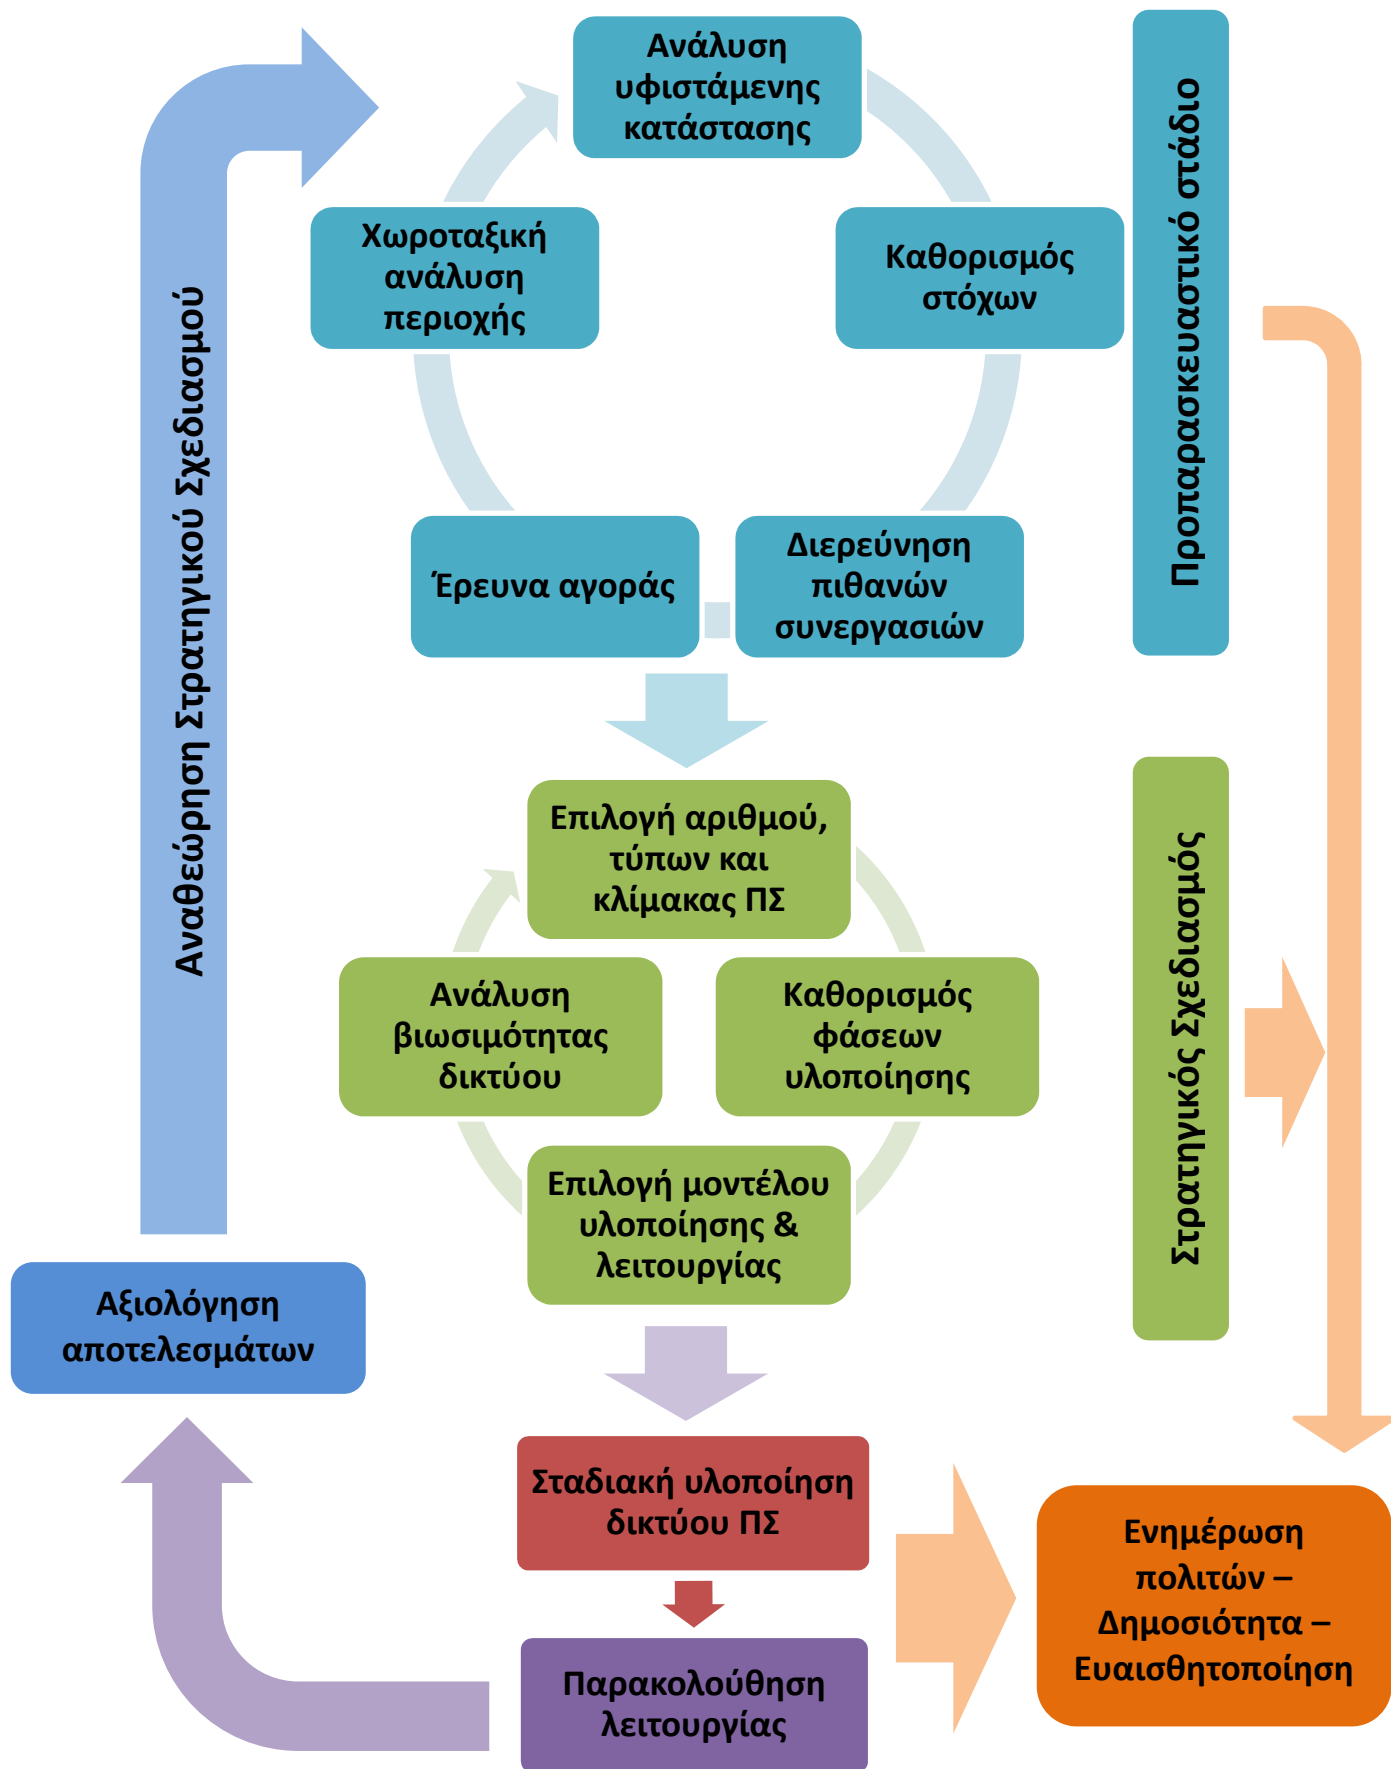 Ανάλυση
υφιστάμενης
κατάστασης
Χωροταξική
ανάλυση
περιοχής
Καθορισμός
στόχων
Έρευνα αγοράς
Διερεύνηση
πιθανών
συνεργασιών
Προπαρασκευαστικό στάδιο
Αναθεώρηση Στρατηγικού Σχεδιασμού
Επιλογή αριθμού,
τύπων και
κλίμακας ΠΣ
Ανάλυση
βιωσιμότητας
δικτύου
Καθορισμός
φάσεων
υλοποίησης
Επιλογή μοντέλου
υλοποίησης &
λειτουργίας
Στρατηγικός Σχεδιασμός
Αξιολόγηση
αποτελεσμάτων
Σταδιακή υλοποίηση
δικτύου ΠΣ
Παρακολούθηση
λειτουργίας
Ενημέρωση
πολιτών –
Δημοσιότητα –
Ευαισθητοποίηση